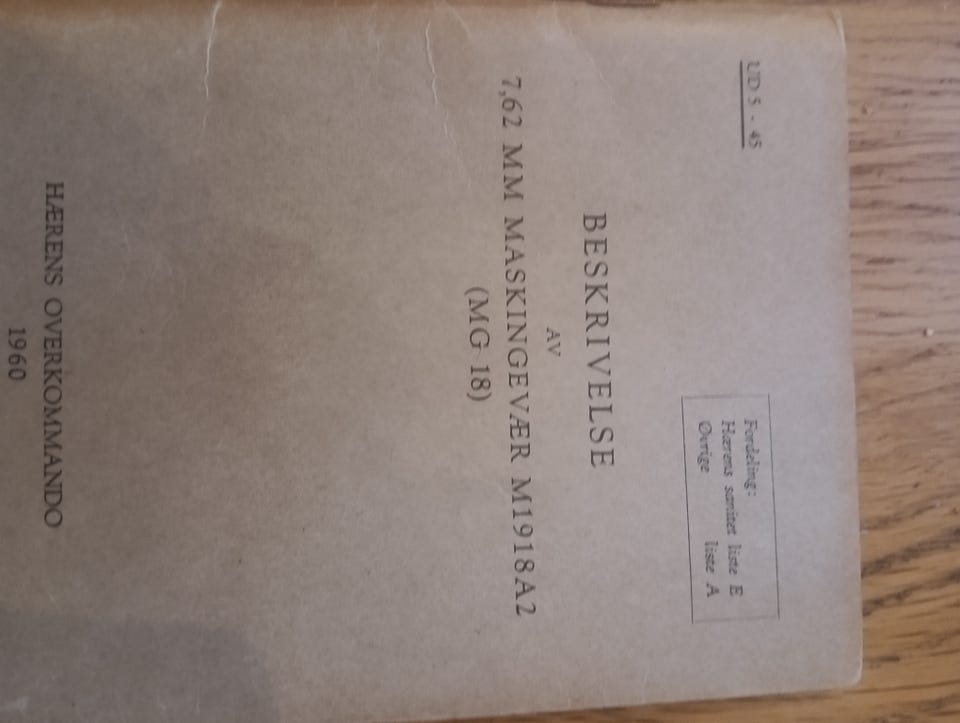 UD 5 - 45
Fordeling:
Hærens sanitet liste E
Øvrige liste A
BESKRIVELSE
AV
7,62 MM MASKINGEVÆR M1918A2
(MG 18)
HÆRENS OVERKOMMANDO
1960